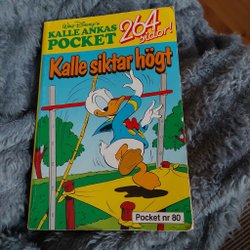 Walt Disney's
KALLE ANKAS
POCKET
264
sidor!
Kalle siktar högt
Pocket nr 80